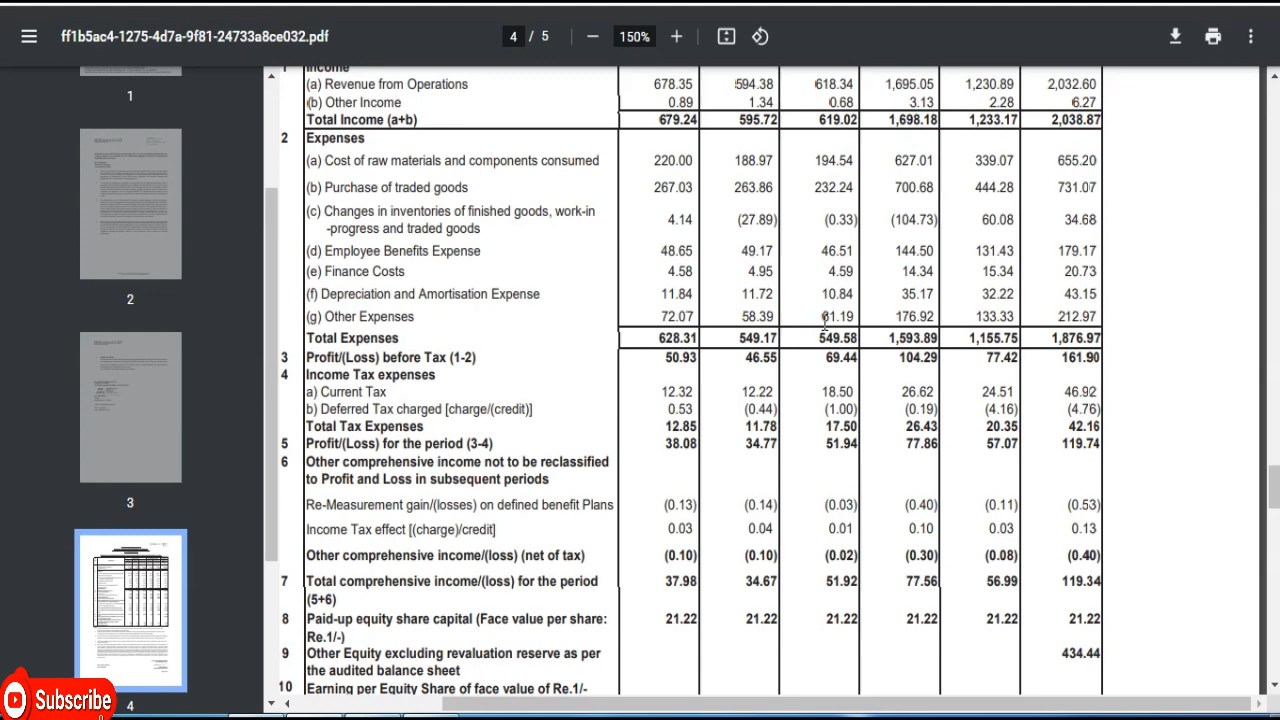 ff1b5ac4-1275-4d7a-9f81-24733a8ce032.pdf 4 / 5 150%
1 Income
(a) Revenue from Operations 678.35 594.38 618.34 1,695.05 1,230.89 2,032.60
(b) Other Income 0.89 1.34 0.68 3.13 2.28 6.27
Total Income (a+b) 679.24 595.72 619.02 1,698.18 1,233.17 2,038.87
2 Expenses
(a) Cost of raw materials and components consumed 220.00 188.97 194.54 627.01 339.07 655.20
(b) Purchase of traded goods 267.03 263.86 232.24 700.68 444.28 731.07
(c) Changes in inventories of finished goods, work-in
-progress and traded goods 4.14 (27.89) (0.33) (104.73) 60.08 34.68
(d) Employee Benefits Expense 48.65 49.17 46.51 144.50 131.43 179.17
(e) Finance Costs 4.58 4.95 4.59 14.34 15.34 20.73
(f) Depreciation and Amortisation Expense 11.84 11.72 10.84 35.17 32.22 43.15
(g) Other Expenses 72.07 58.39 61.19 176.92 133.33 212.97
Total Expenses 628.31 549.17 549.58 1,593.89 1,155.75 1,876.97
3 Profit/(Loss) before Tax (1-2) 50.93 46.55 69.44 104.29 77.42 161.90
4 Income Tax expenses
a) Current Tax 12.32 12.22 18.50 26.62 24.51 46.92
b) Deferred Tax charged [charge/(credit)] 0.53 (0.44) (1.00) (0.19) (4.16) (4.76)
Total Tax Expenses 12.85 11.78 17.50 26.43 20.35 42.16
5 Profit/(Loss) for the period (3-4) 38.08 34.77 51.94 77.86 57.07 119.74
6 Other comprehensive income not to be reclassified
to Profit and Loss in subsequent periods
Re-Measurement gain/(losses) on defined benefit Plans (0.13) (0.14) (0.03) (0.40) (0.11) (0.53)
Income Tax effect [(charge)/credit] 0.03 0.04 0.01 0.10 0.03 0.13
Other comprehensive income/(loss) (net of tax) (0.10) (0.10) (0.02) (0.30) (0.08) (0.40)
7 Total comprehensive income/(loss) for the period 37.98 34.67 51.92 77.56 56.99 119.34
(5+6)
8 Paid-up equity share capital (Face value per share: 21.22 21.22 21.22 21.22 21.22 21.22
Re.1/-)
9 Other Equity excluding revaluation reserve as per 434.44
the audited balance sheet
10 Earning per Equity Share of face value of Re.1/-
1
2
3
4
Subscribe